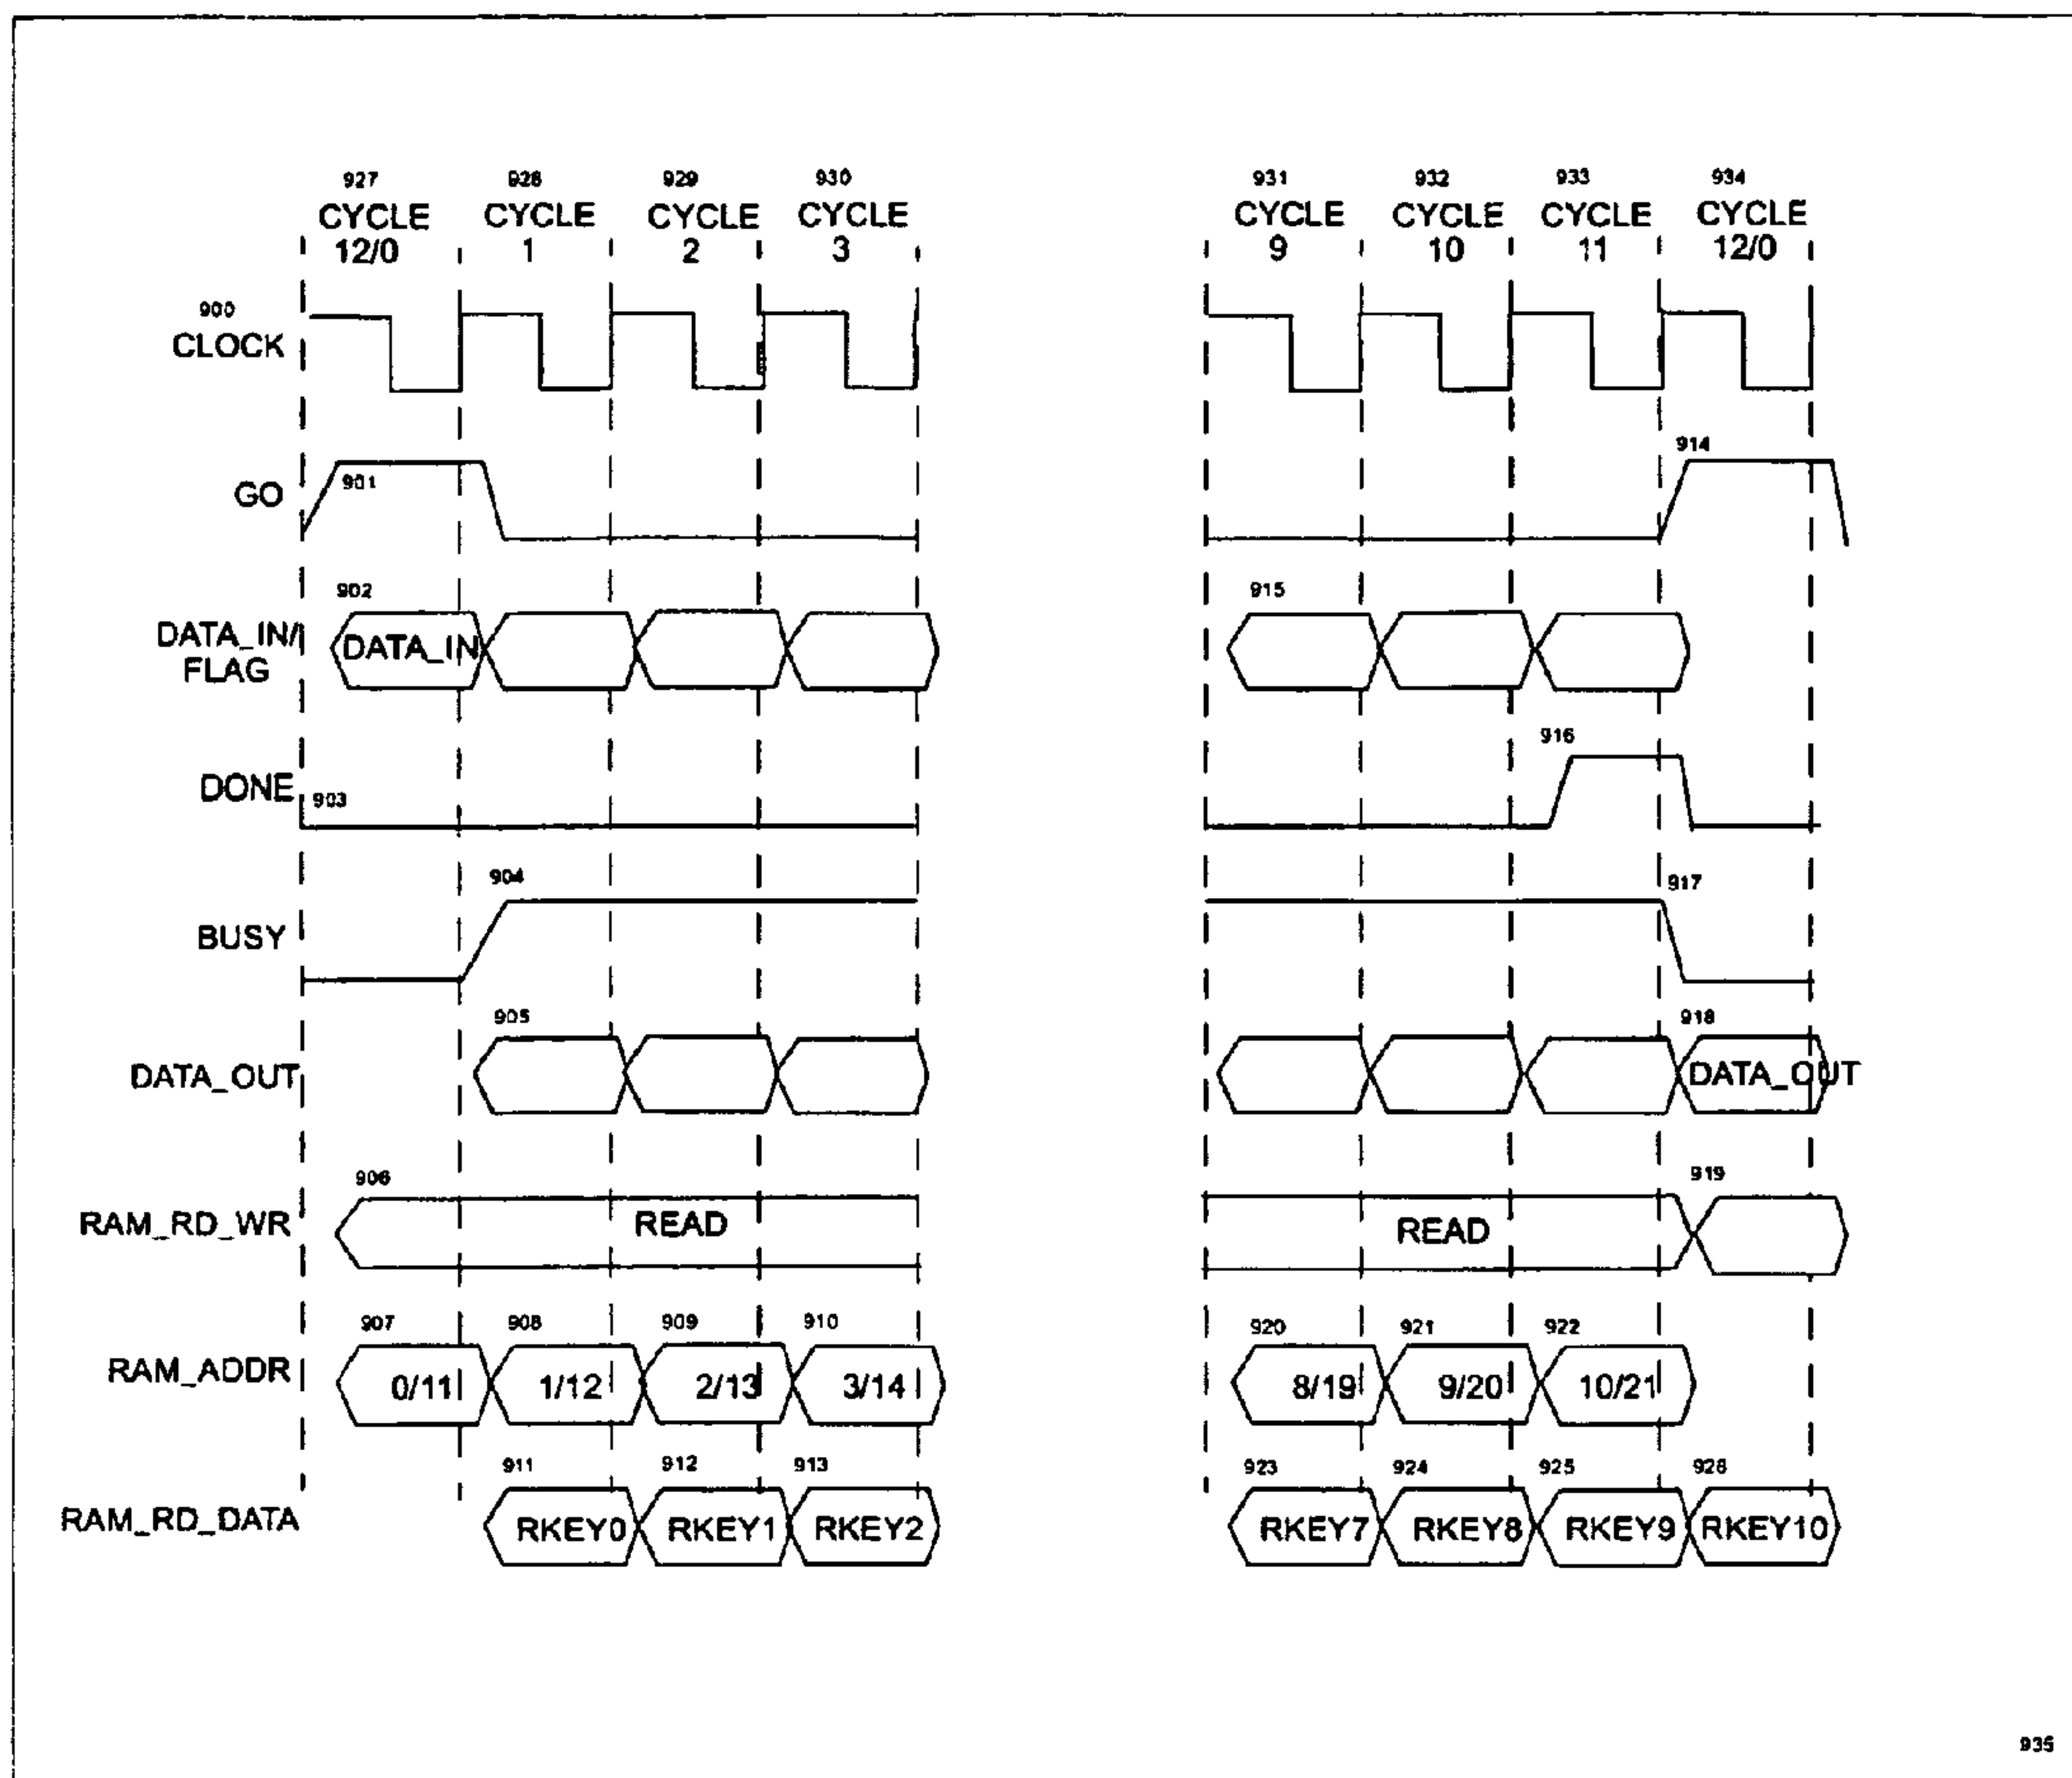 927 928 929 930 931 932 933 934
CYCLE CYCLE CYCLE CYCLE CYCLE CYCLE CYCLE CYCLE
12/0 1 2 3 9 10 11 12/0
900
CLOCK
914
GO 901
902 915
DATA_IN/ DATA_IN
FLAG
916
DONE 903
904 917
BUSY
905 918
DATA_OUT DATA_OUT
906 919
RAM_RD_WR READ READ
907 908 909 910 920 921 922
RAM_ADDR 0/11 1/12 2/13 3/14 8/19 9/20 10/21
911 912 913 923 924 925 926
RAM_RD_DATA RKEY0 RKEY1 RKEY2 RKEY7 RKEY8 RKEY9 RKEY10
935